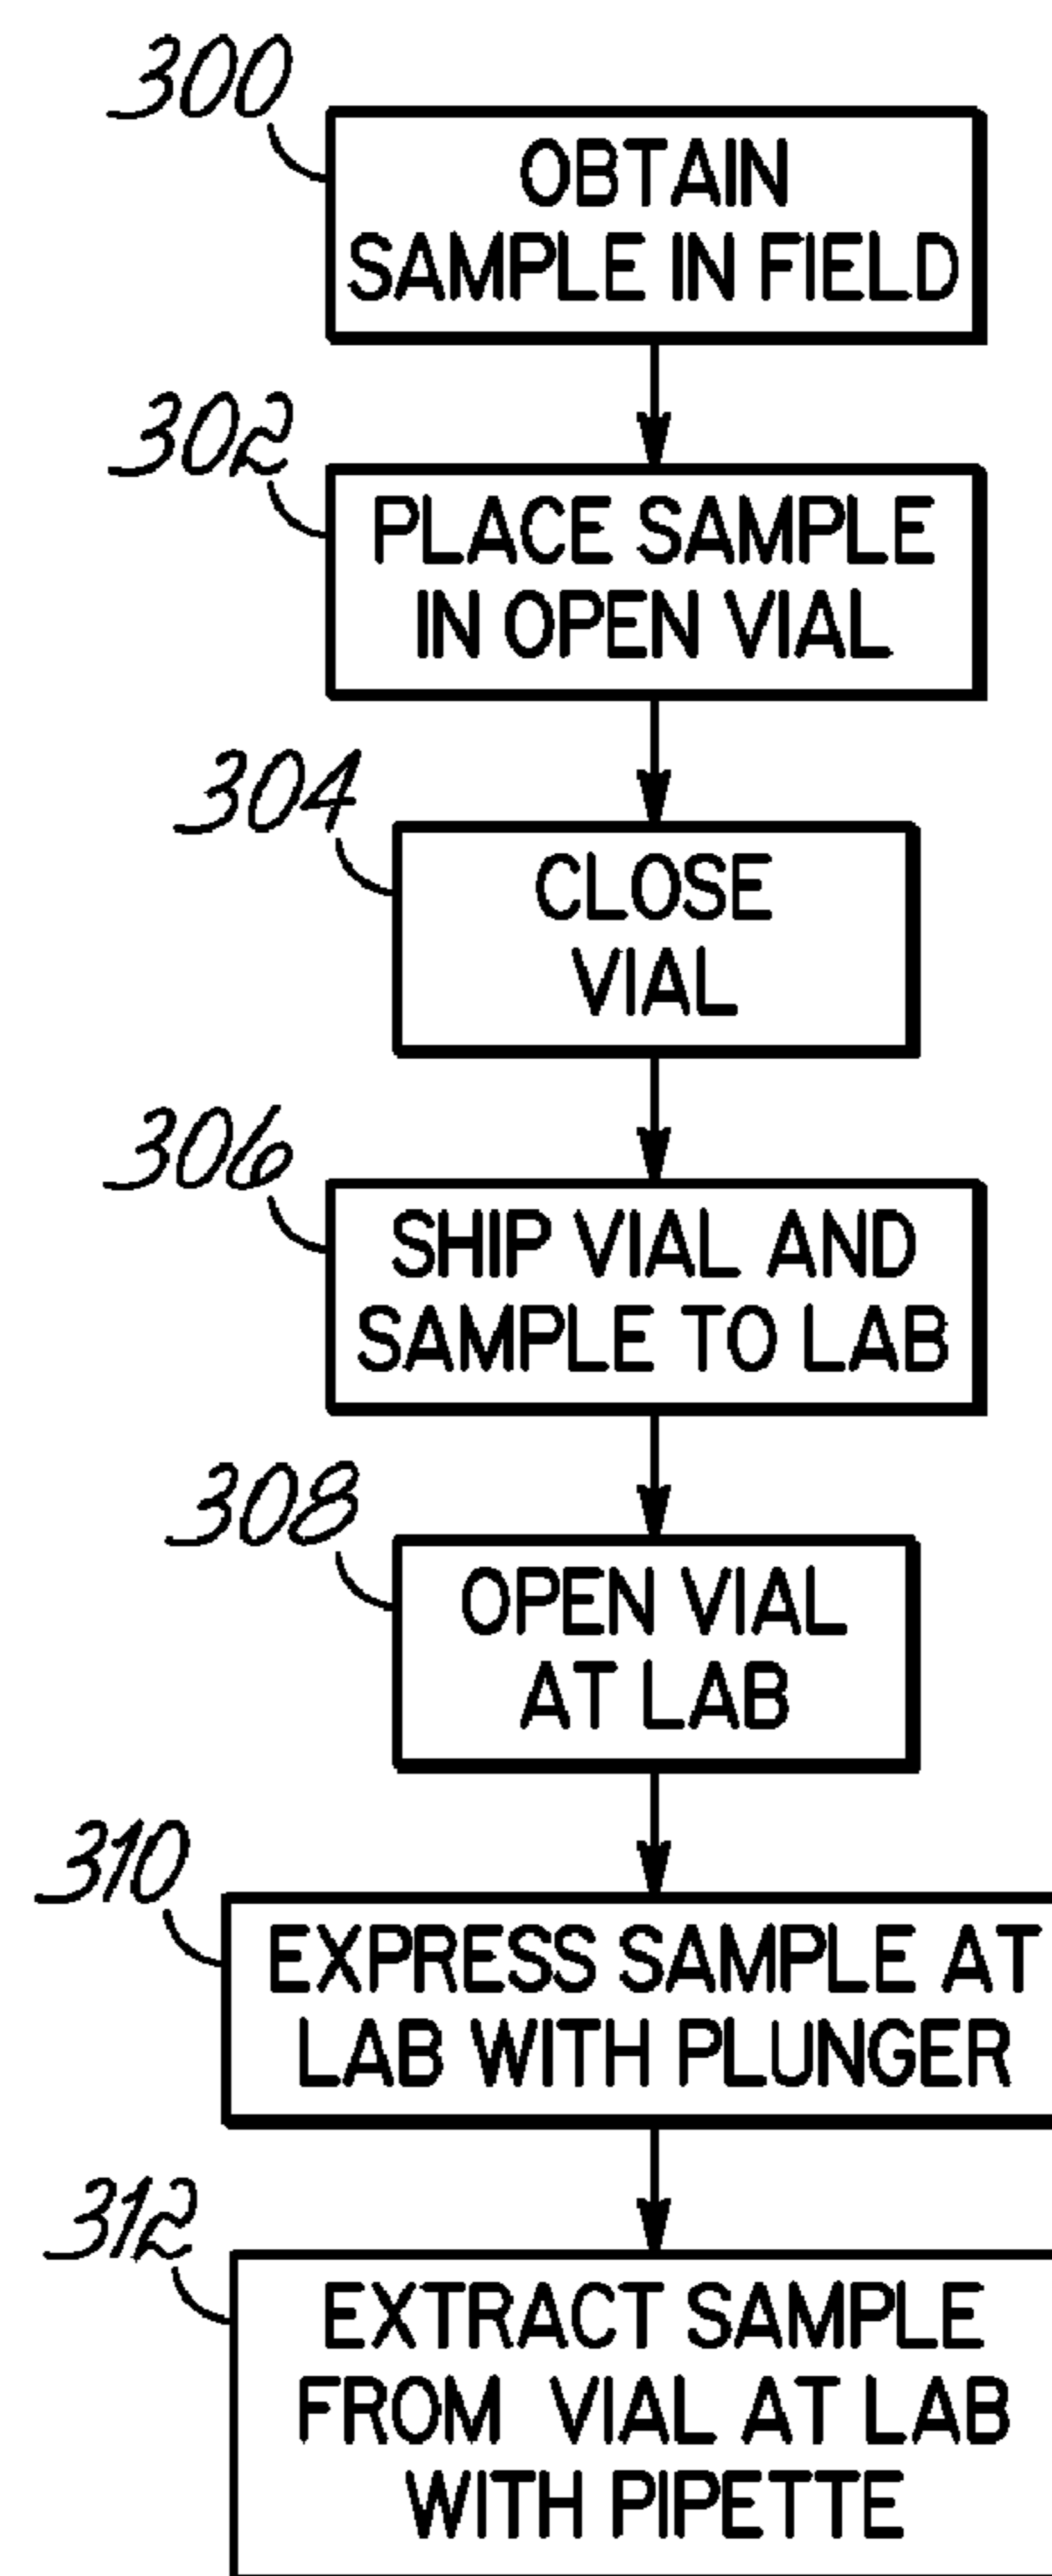 300
OBTAIN
SAMPLE IN FIELD
302
PLACE SAMPLE
IN OPEN VIAL
304
CLOSE
VIAL
306
SHIP VIAL AND
SAMPLE TO LAB
308
OPEN VIAL
AT LAB
310
EXPRESS SAMPLE AT
LAB WITH PLUNGER
312
EXTRACT SAMPLE
FROM VIAL AT LAB
WITH PIPETTE